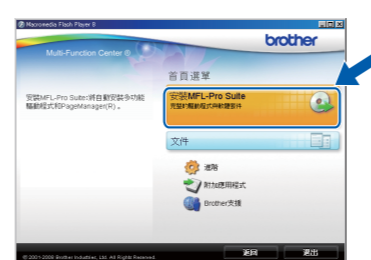 Macromedia Flash Player 8
brother
Multi-Function Center ®
首頁選單
安裝MFL-Pro Suite:將自動安裝多功能
驅動程式和PageManager(R)。
安裝MFL-Pro Suite
完整的驅動程式與軟體套件
文件
進階
附加應用程式
Brother支援
© 2001-2008 Brother Industries, Ltd. All Rights Reserved.
返回
退出